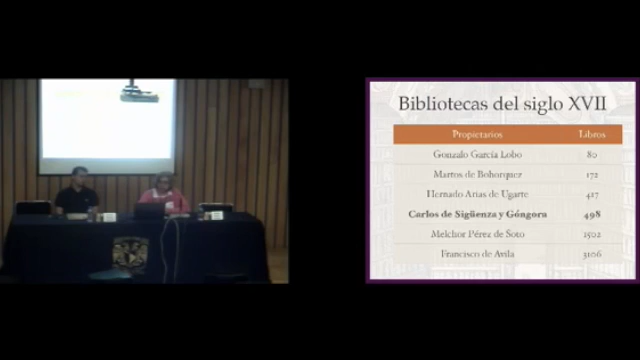 Bibliotecas del siglo XVII
Propietarios Libros
Gonzalo García Lobo 80
Martos de Bohorquez 172
Hernado Arias de Ugarte 417
Carlos de Sigüenza y Góngora 498
Melchor Pérez de Soto 1502
Francisco de Avila 3106